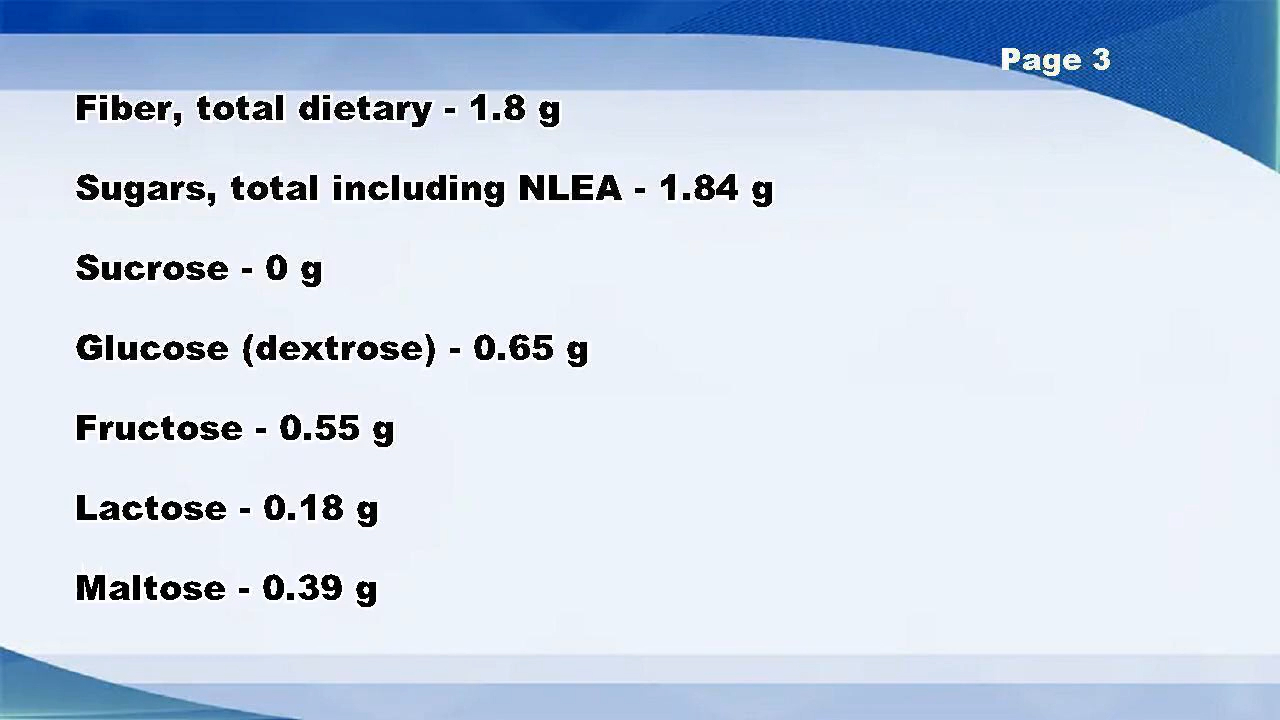 Page 3
Fiber, total dietary - 1.8 g
Sugars, total including NLEA - 1.84 g
Sucrose - 0 g
Glucose (dextrose) - 0.65 g
Fructose - 0.55 g
Lactose - 0.18 g
Maltose - 0.39 g